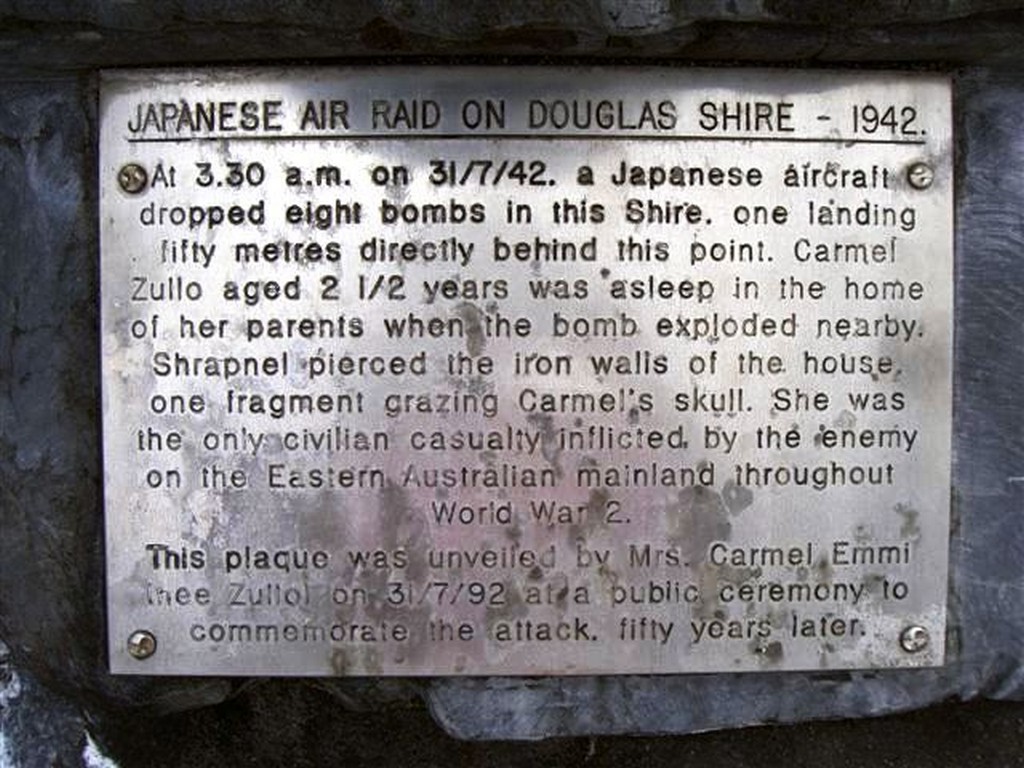 JAPANESE AIR RAID ON DOUGLAS SHIRE - 1942.
At 3.30 a.m. on 31/7/42. a Japanese aircraft
dropped eight bombs in this Shire. one landing
fifty metres directly behind this point. Carmel
Zullo aged 2 1/2 years was asleep in the home
of her parents when the bomb exploded nearby.
Shrapnel pierced the iron walls of the house,
one fragment grazing Carmel's skull. She was
the only civilian casualty inflicted by the enemy
on the Eastern Australian mainland throughout
World War 2.
This plaque was unveiled by Mrs. Carmel Emmi
(nee Zullo) on 31/7/92 at a public ceremony to
commemorate the attack. fifty years later.